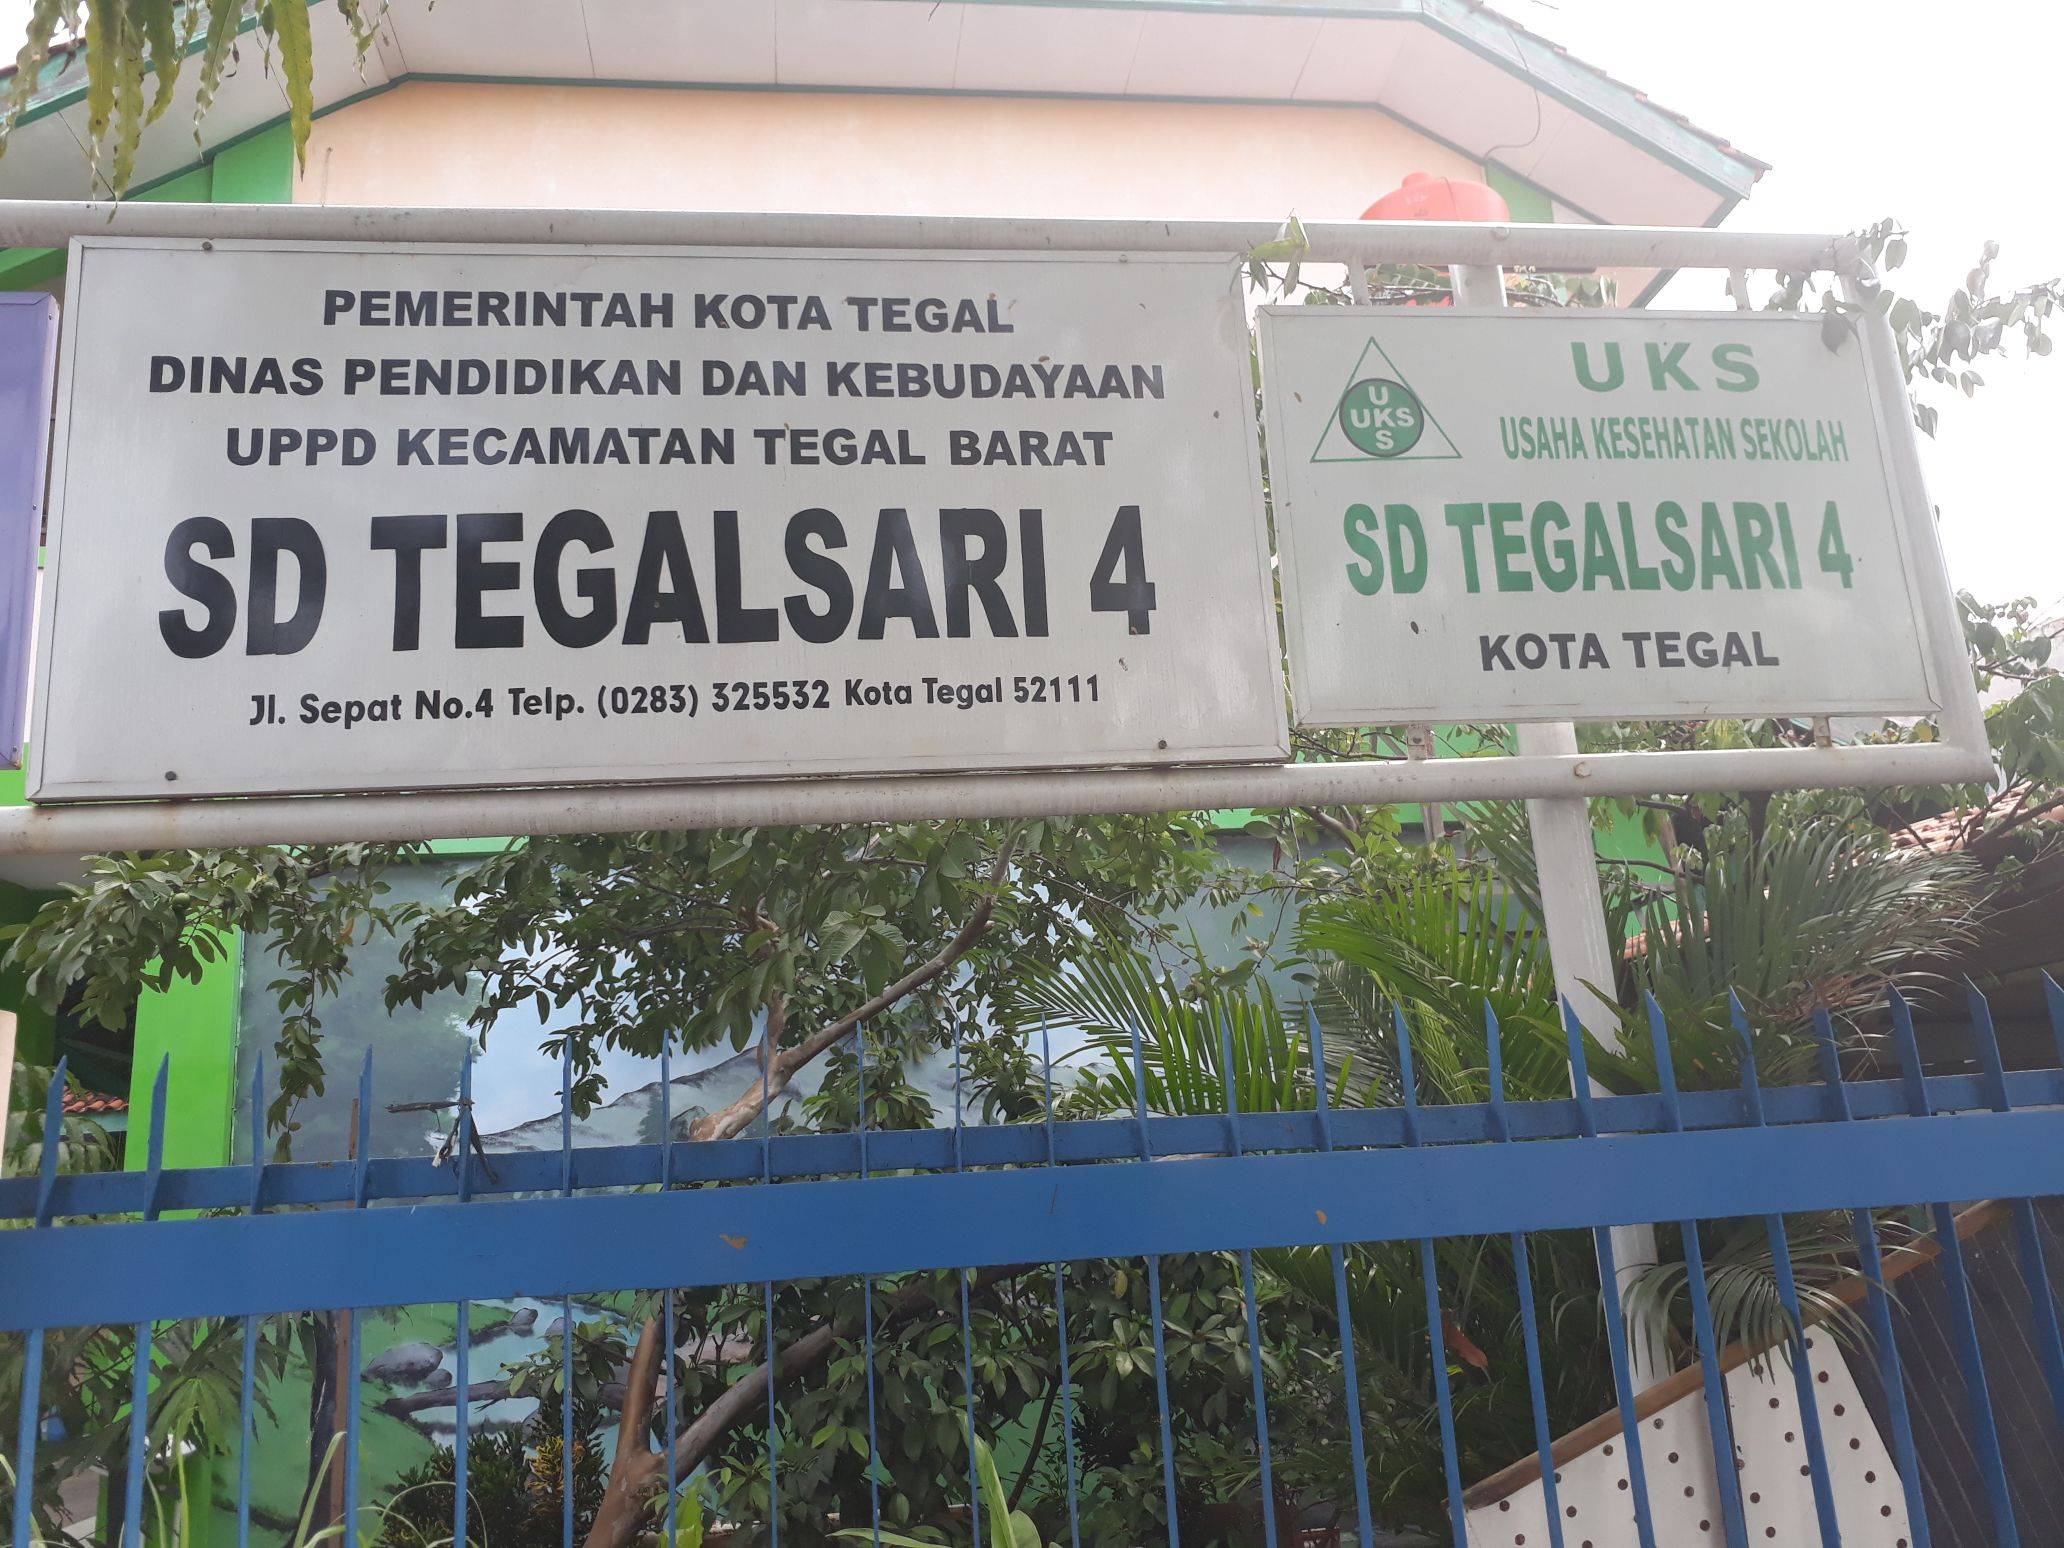 PEMERINTAH KOTA TEGAL
DINAS PENDIDIKAN DAN KEBUDAYAAN
UPPD KECAMATAN TEGAL BARAT
SD TEGALSARI 4
Jl. Sepat No.4 Telp. (0283) 325532 Kota Tegal 52111
U
UKS
S
UKS
USAHA KESEHATAN SEKOLAH
SD TEGALSARI 4
KOTA TEGAL